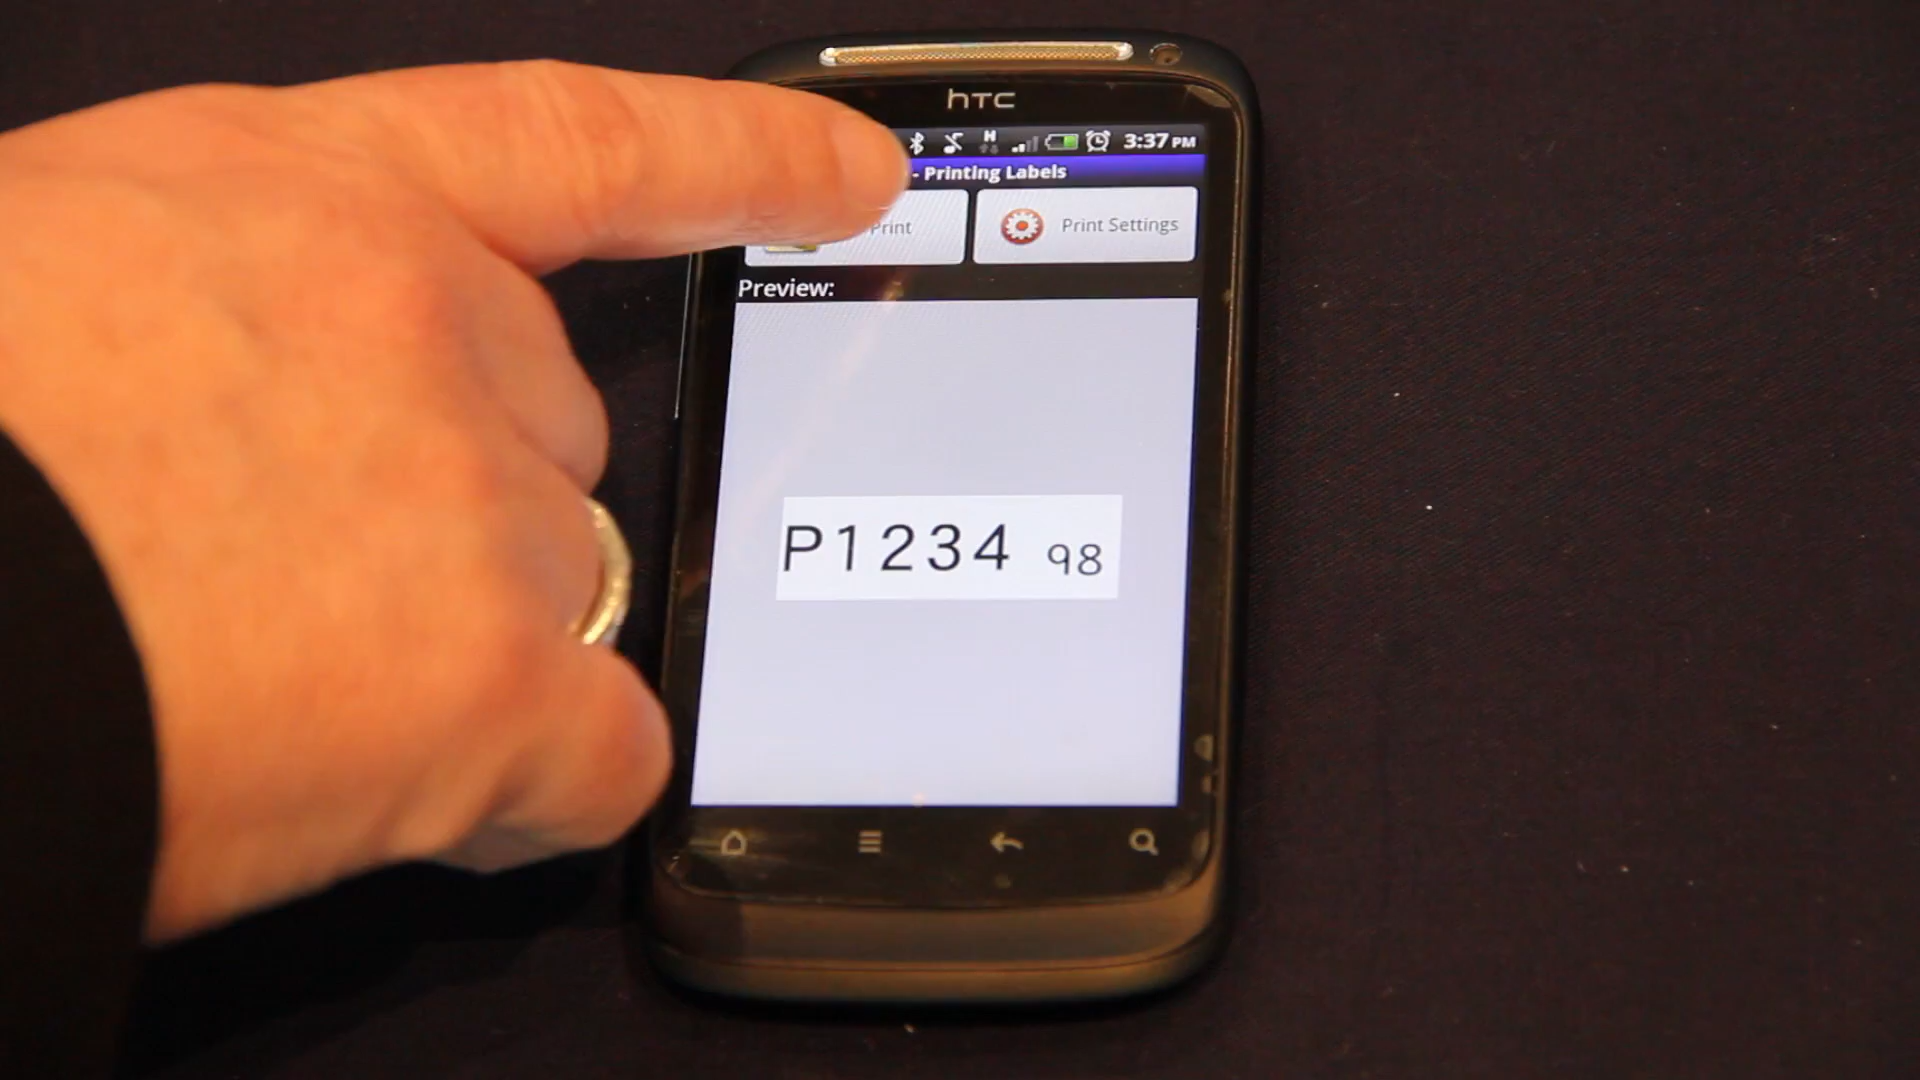 hTC
H
3:37 PM
- Printing Labels
Print
Print Settings
Preview:
P1234 98